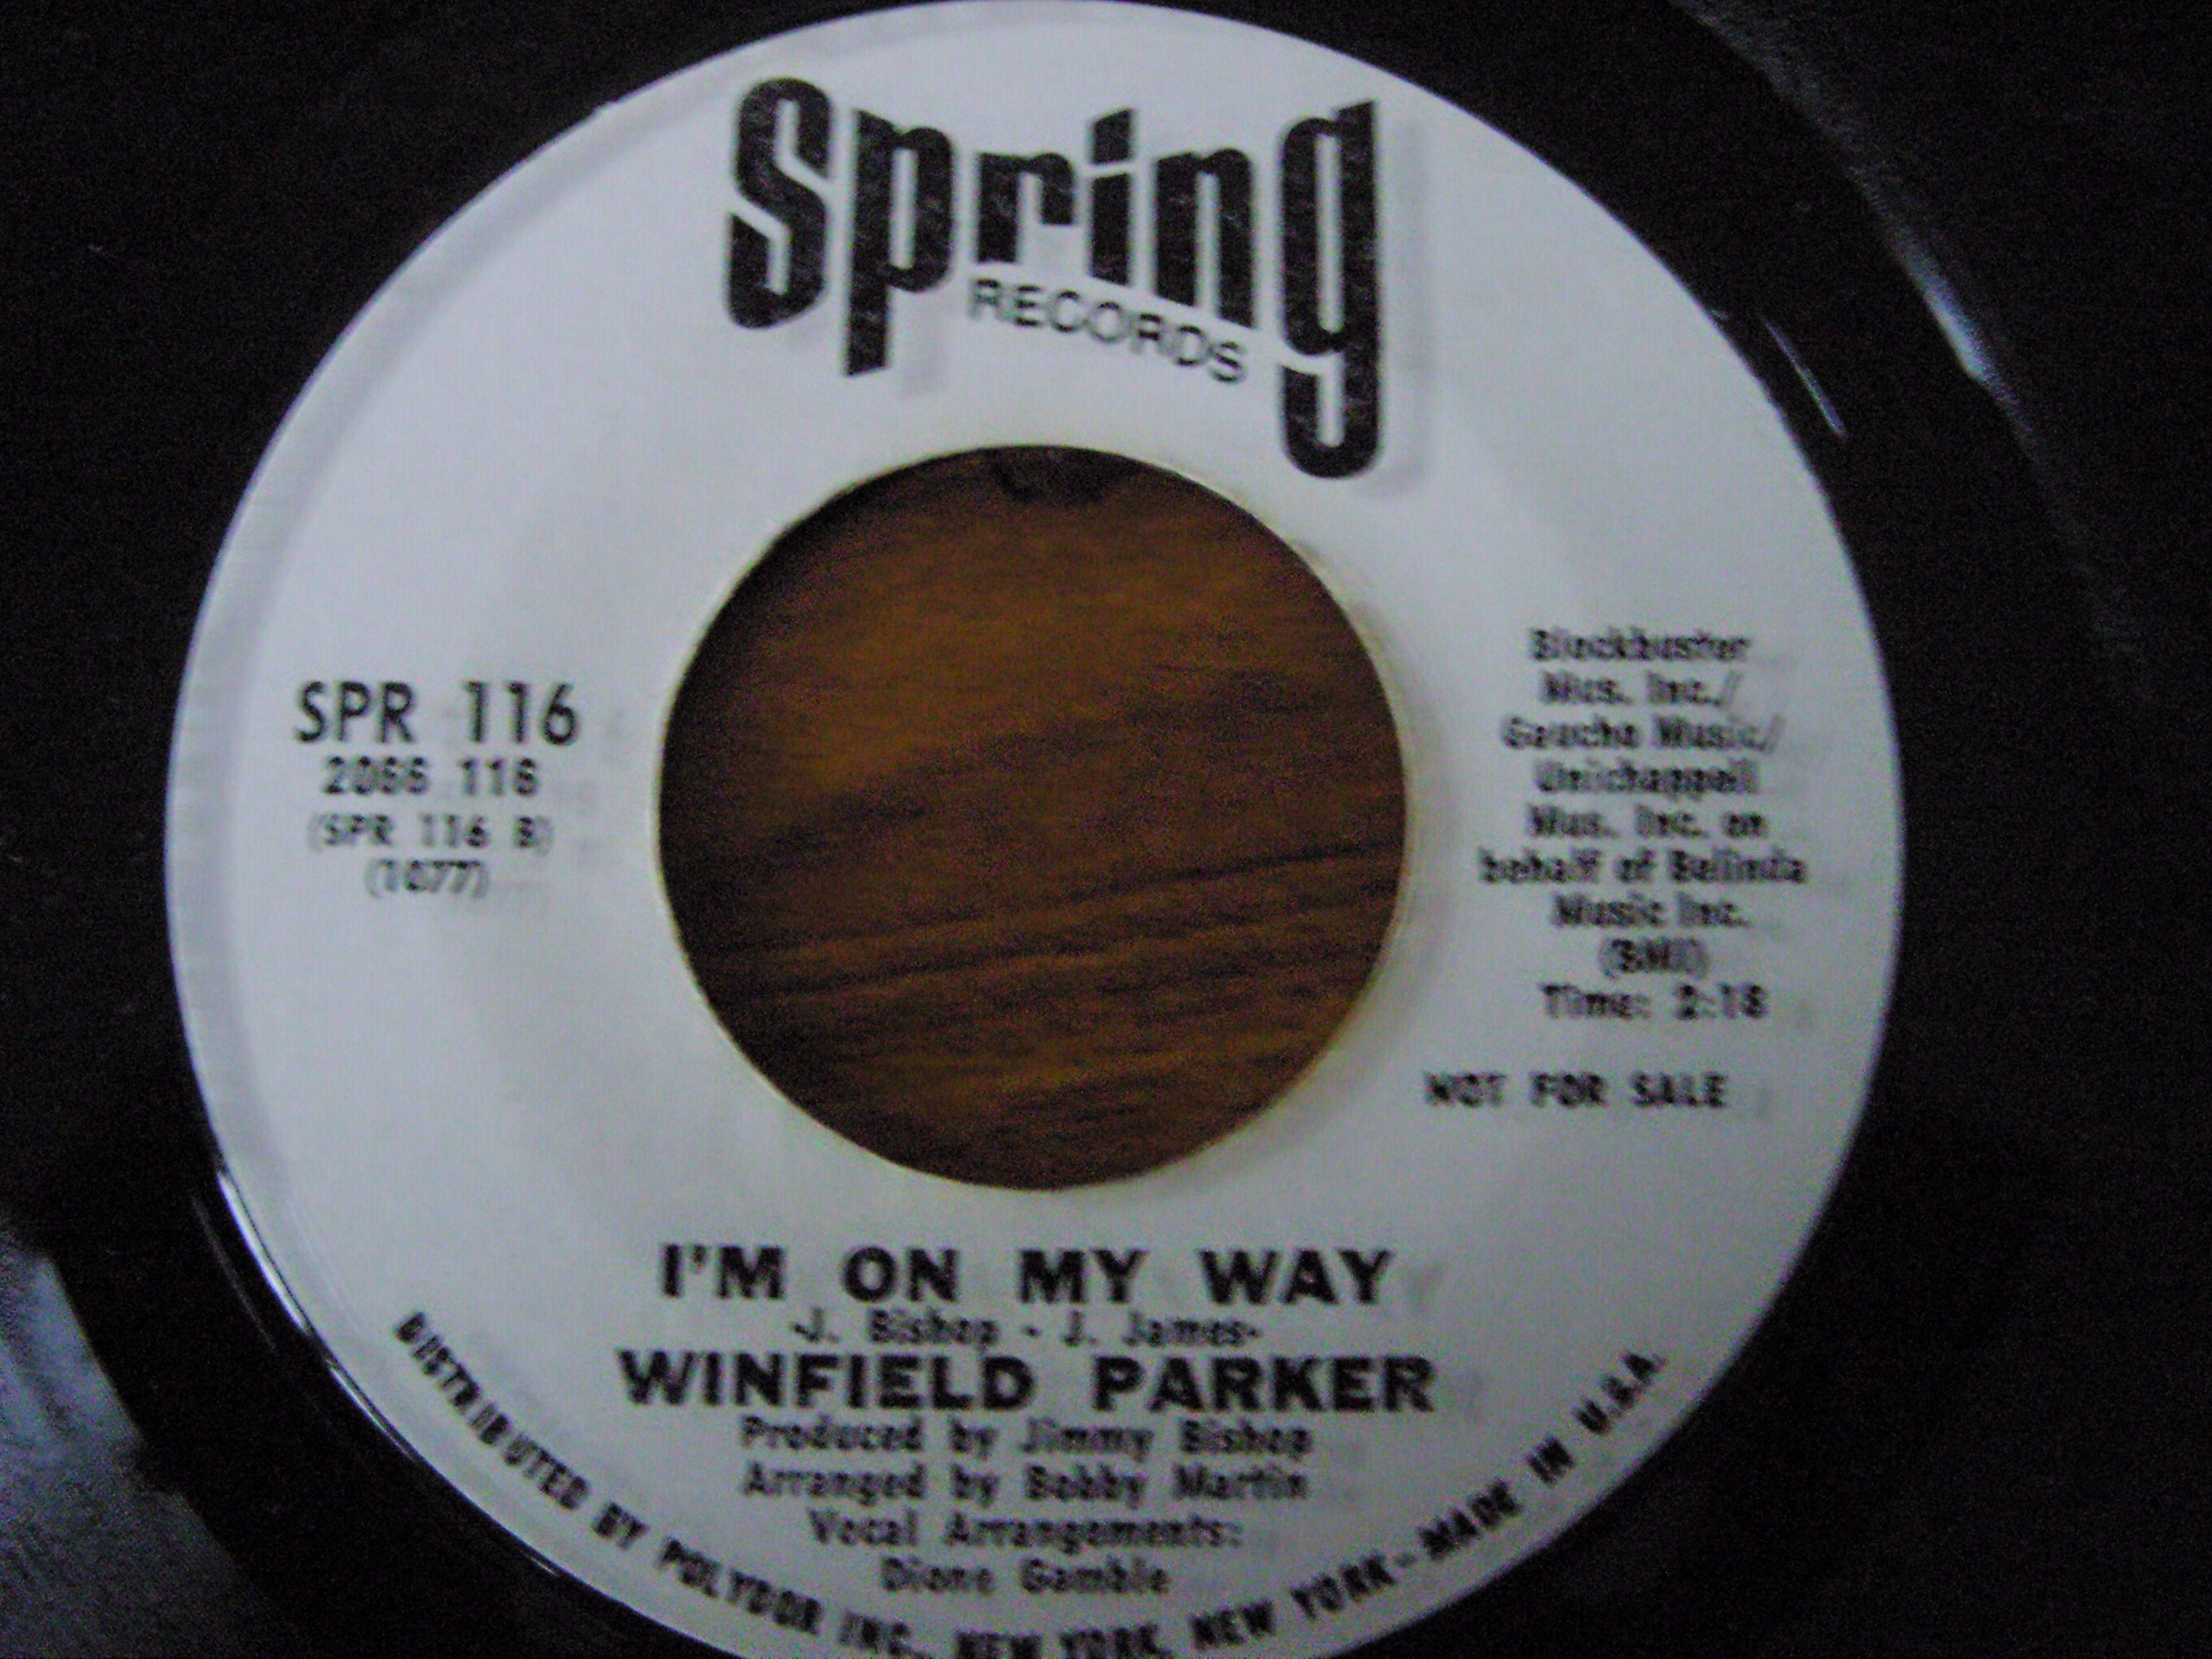 Spring
RECORDS
SPR 116
2066 116
(SPR 116 B)
(1077)
Blockbuster
Mus. Inc./
Gaucho Music/
Unichappell
Mus. Inc. on
behalf of Belinda
Music Inc.
(BMI)
Time: 2:18
NOT FOR SALE
I'M ON MY WAY
-J. Bishop - J. James-
WINFIELD PARKER
Produced by Jimmy Bishop
Arranged by Bobby Martin
Vocal Arrangements:
Diane Gamble
DISTRIBUTED BY POLYDOR INC., NEW YORK, NEW YORK - MADE IN U.S.A.